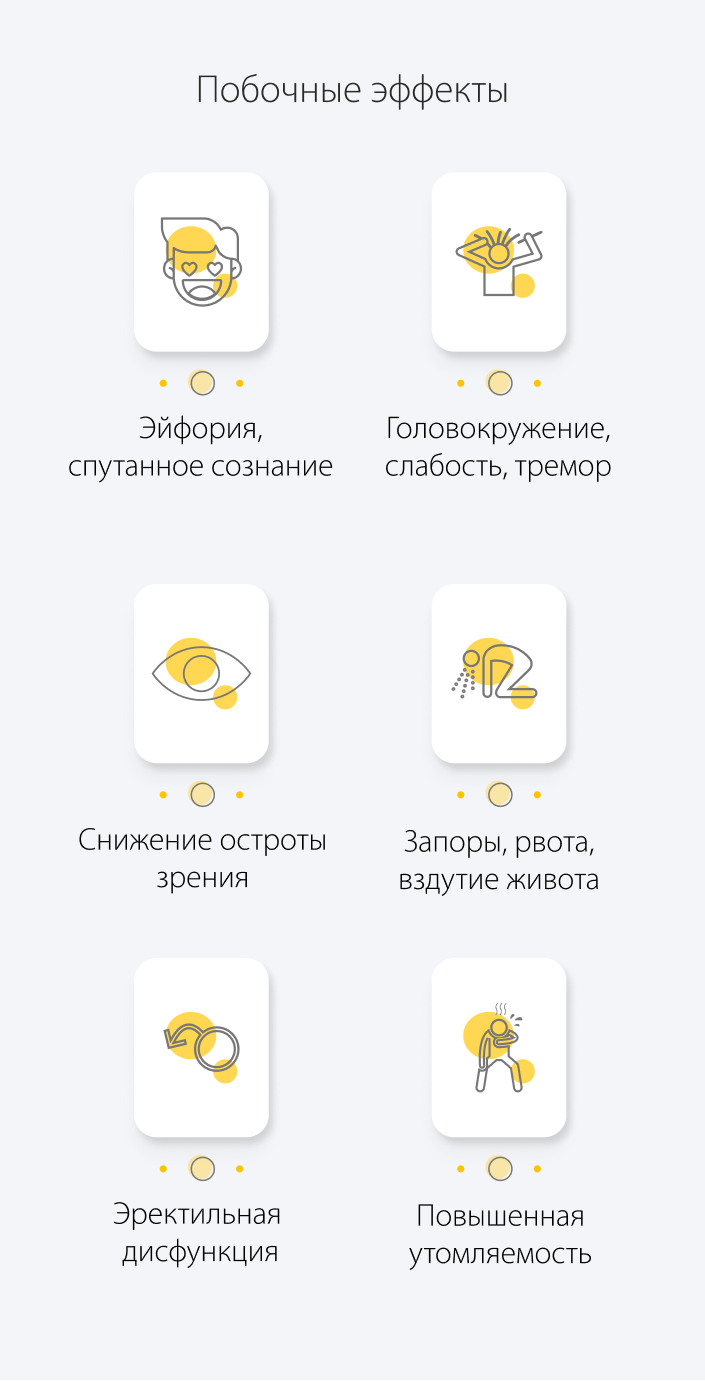 Побочные эффекты
Эйфория,
спутанное сознание
Головокружение,
слабость, тремор
Снижение остроты
зрения
Запоры, рвота,
вздутие живота
Эректильная
дисфункция
Повышенная
утомляемость